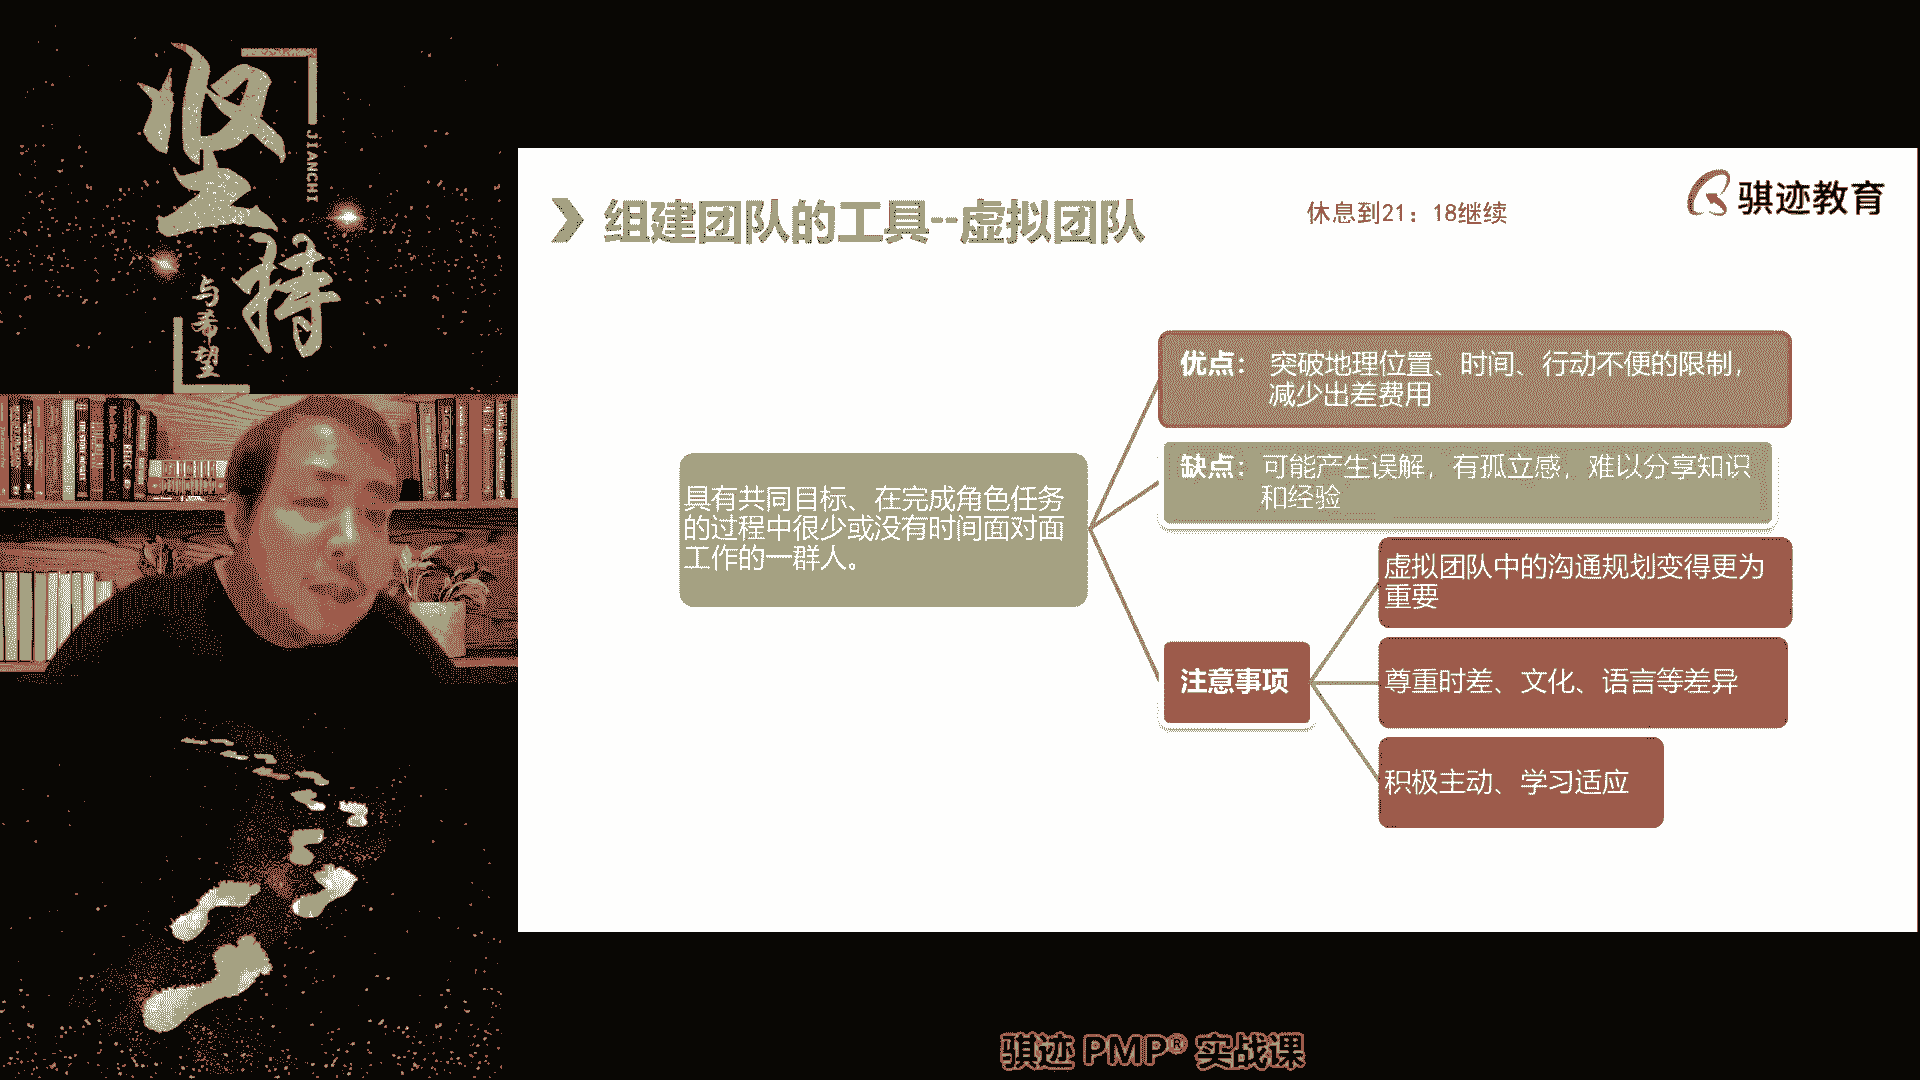 坚持
JIANCHI
与希望
组建团队的工具--虚拟团队
休息到21：18继续
骐迹教育
优点： 突破地理位置、时间、行动不便的限制，
减少出差费用
缺点：可能产生误解，有孤立感，难以分享知识
和经验
具有共同目标、在完成角色任务
的过程中很少或没有时间面对面
工作的一群人。
注意事项
虚拟团队中的沟通规划变得更为
重要
尊重时差、文化、语言等差异
积极主动、学习适应
骐迹 PMP® 实战课